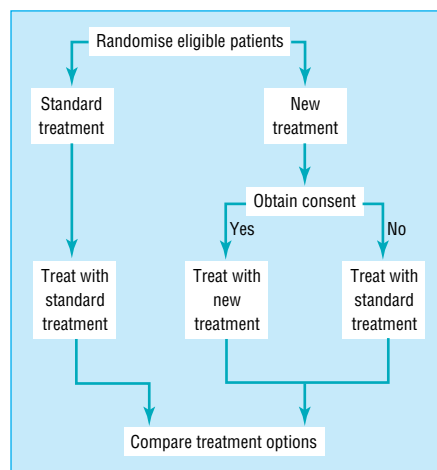 Randomise eligible patients
Standard
treatment
New
treatment
Obtain consent
Yes
No
Treat with
standard
treatment
Treat with
new
treatment
Treat with
standard
treatment
Compare treatment options